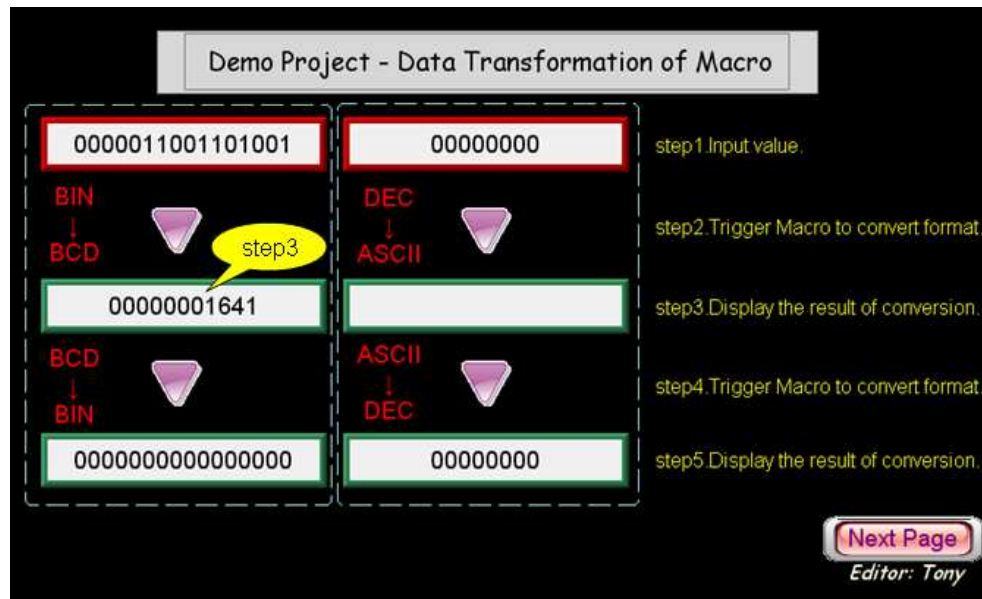 Demo Project - Data Transformation of Macro
0000011001101001
00000000
step1.Input value.
BIN
↓
BCD
DEC
↓
ASCII
step2.Trigger Macro to convert format.
step3
00000001641
step3.Display the result of conversion.
BCD
↓
BIN
ASCII
↓
DEC
step4.Trigger Macro to convert format.
0000000000000000
00000000
step5.Display the result of conversion.
Next Page
Editor: Tony